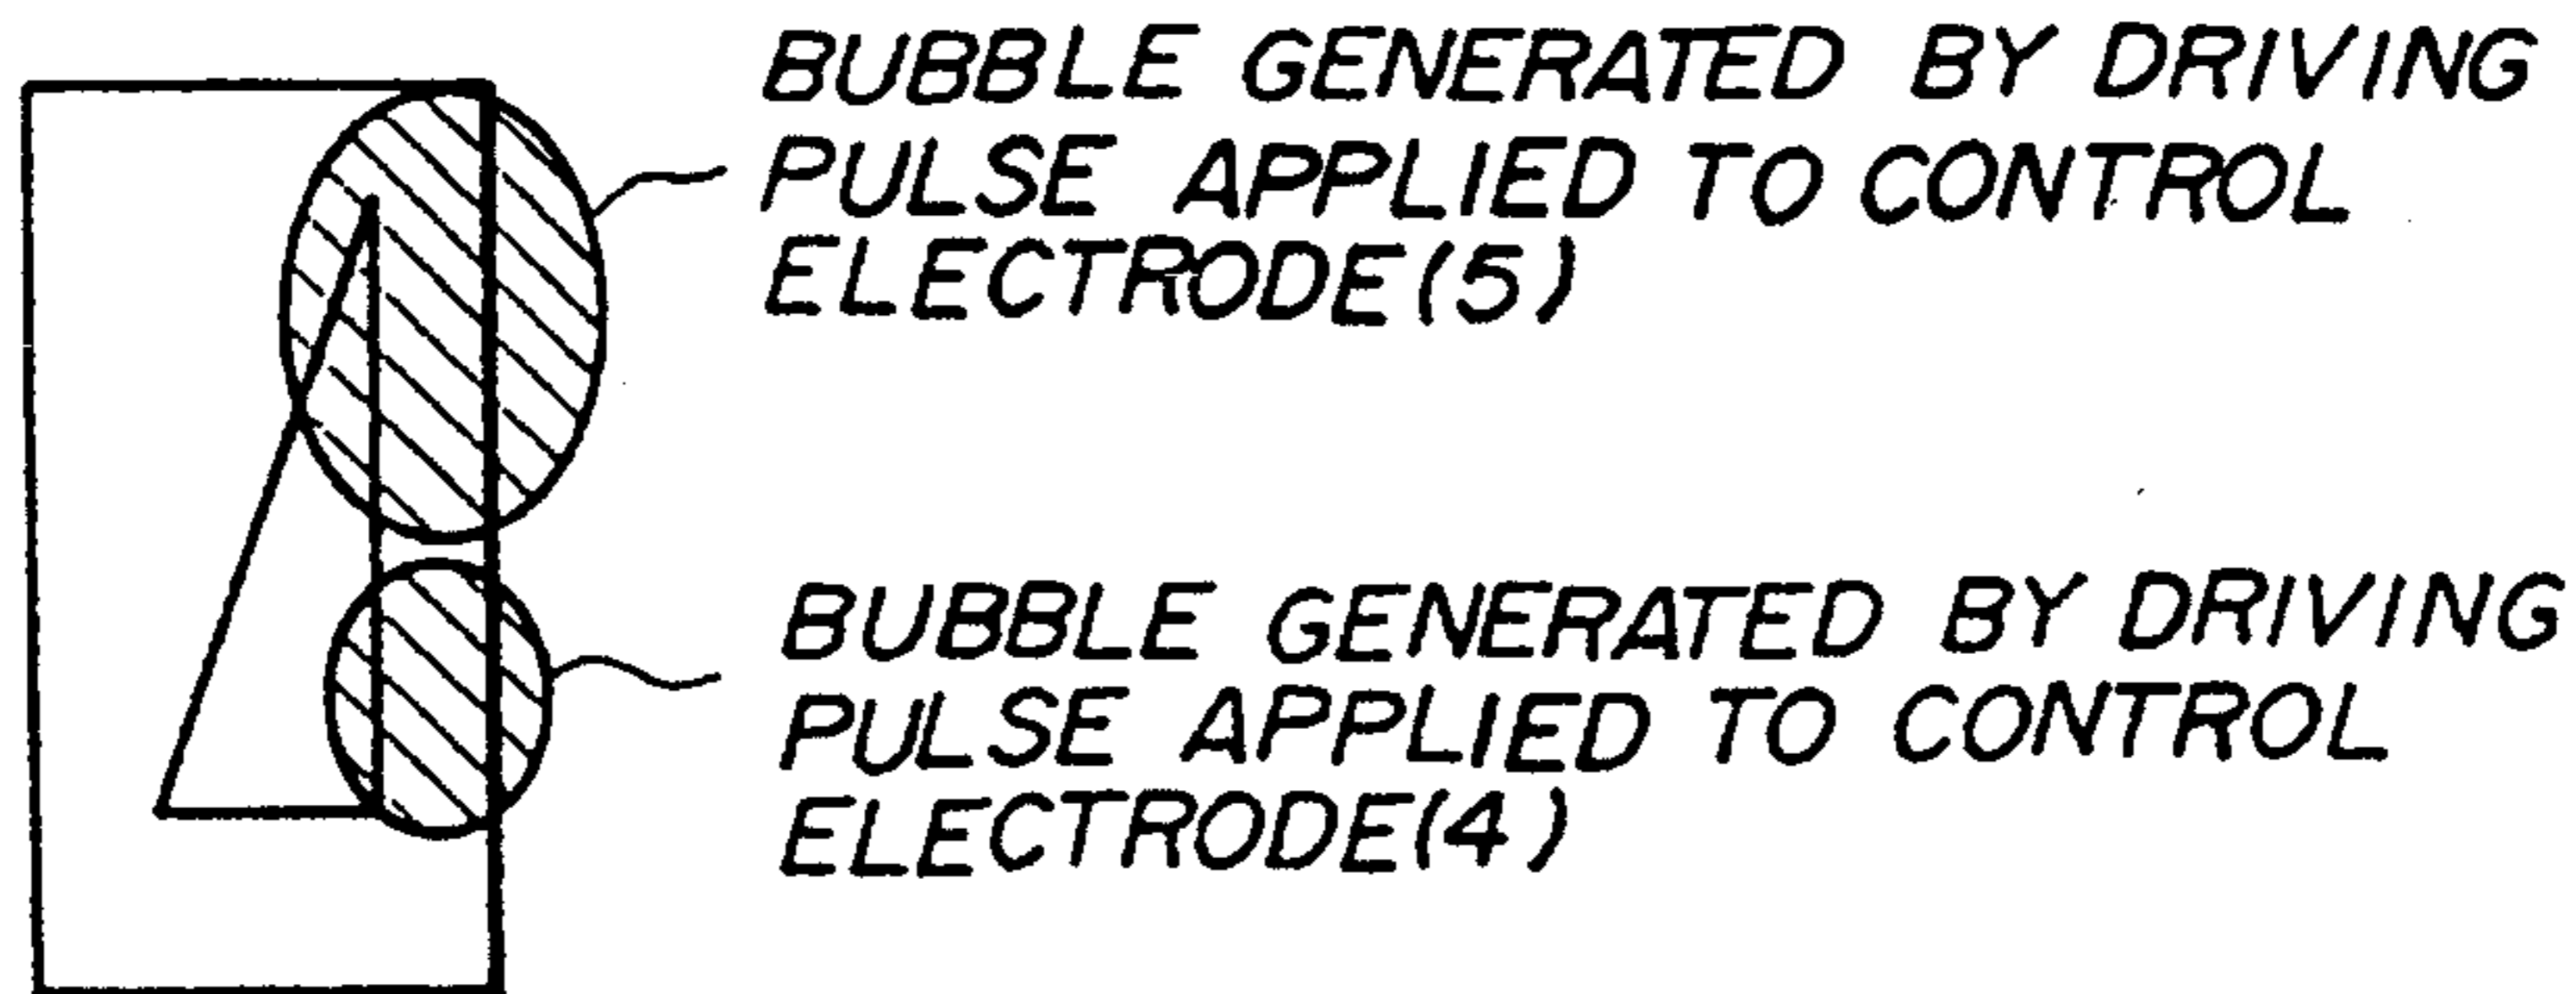 BUBBLE GENERATED BY DRIVING
PULSE APPLIED TO CONTROL
ELECTRODE(5)
BUBBLE GENERATED BY DRIVING
PULSE APPLIED TO CONTROL
ELECTRODE(4)